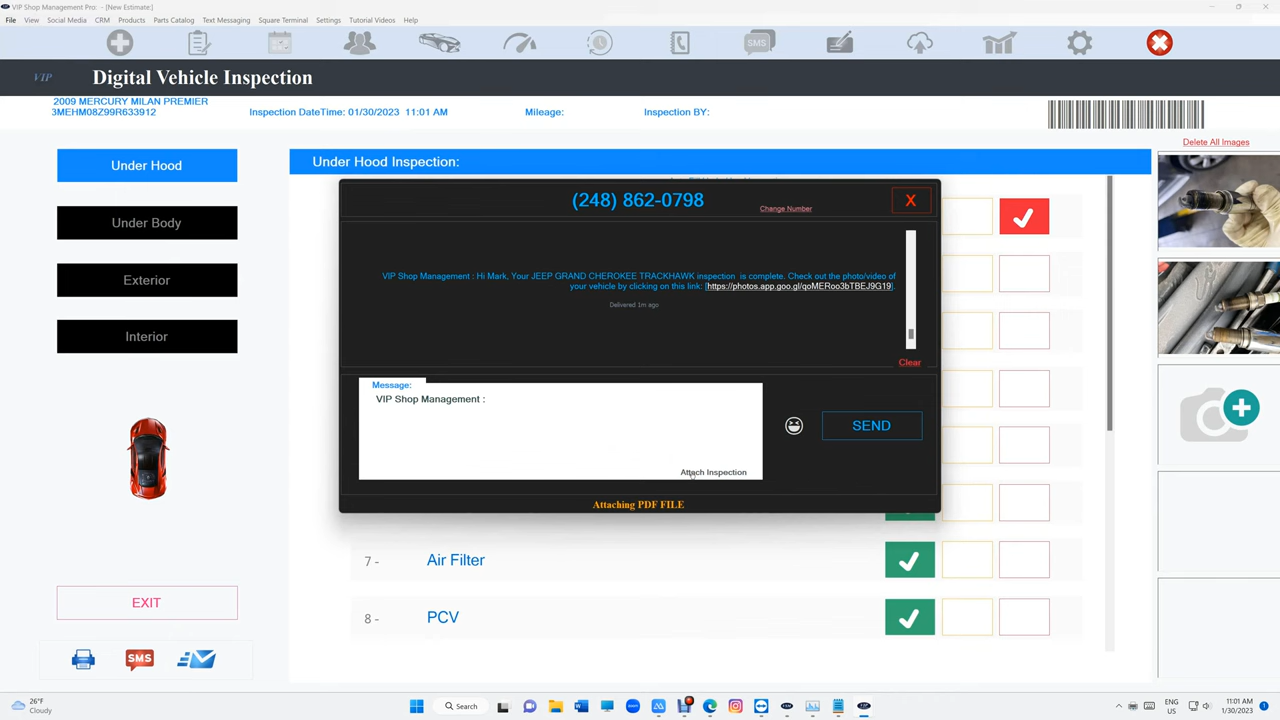 VIP Shop Management Pro: - [New Estimate:]
File View Social Media CRM Products Parts Catalog Text Messaging Square Terminal Settings Tutorial Videos Help
SMS
VIP Digital Vehicle Inspection
2009 MERCURY MILAN PREMIER
3MEHM08Z99R633912
Inspection DateTime: 01/30/2023 11:01 AM
Mileage:
Inspection BY:
Delete All Images
Under Hood
Under Body
Exterior
Interior
EXIT
SMS
Under Hood Inspection:
(248) 862-0798
Change Number
X
VIP Shop Management : Hi Mark, Your JEEP GRAND CHEROKEE TRACKHAWK inspection is complete. Check out the photo/video of
your vehicle by clicking on this link: [https://photos.app.goo.gl/qoMERoo3bTBEJ9G19].
Delivered 1m ago
Clear
Message:
VIP Shop Management :
Attach Inspection
SEND
Attaching PDF FILE
7 - Air Filter
8 - PCV
26°F
Cloudy
Search
ENG
US
11:01 AM
1/30/2023